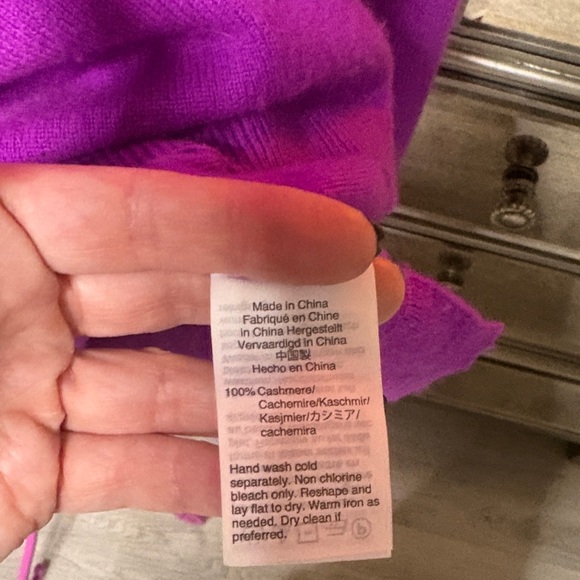 Made in China
Fabriqué en Chine
in China Hergestellt
Vervaardigd in China
中国製
Hecho en China
100% Cashmere/
Cachemire/Kaschmir/
Kasjmier/カシミア/
cachemira
Hand wash cold
separately. Non chlorine
bleach only. Reshape and
lay flat to dry. Warm iron as
needed. Dry clean if
preferred.